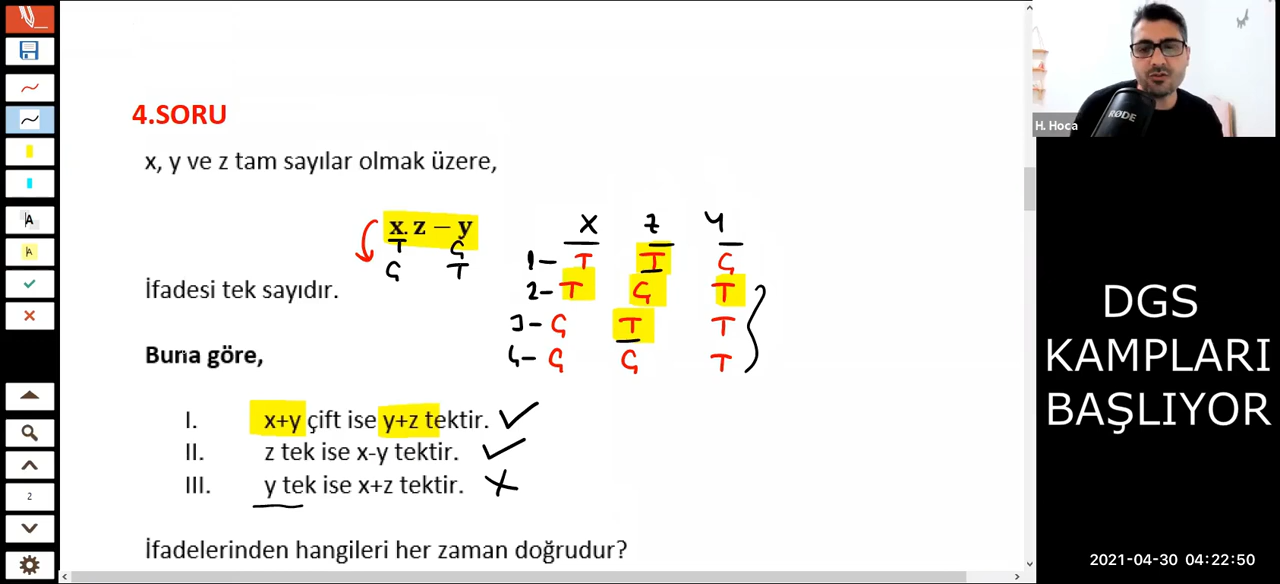 4.SORU
x, y ve z tam sayılar olmak üzere,
x. z − y
T Ç
Ç T
İfadesi tek sayıdır.
x z y
1- T T Ç
2- T Ç T
3- Ç T T
4- Ç Ç T
Buna göre,
I. x+y çift ise y+z tektir. ✓
II. z tek ise x-y tektir. ✓
III. y tek ise x+z tektir. ✗
İfadelerinden hangileri her zaman doğrudur?
H. Hoca
RØDE
DGS
KAMPLARI
BAŞLIYOR
2021-04-30 04:22:50
A
A
2